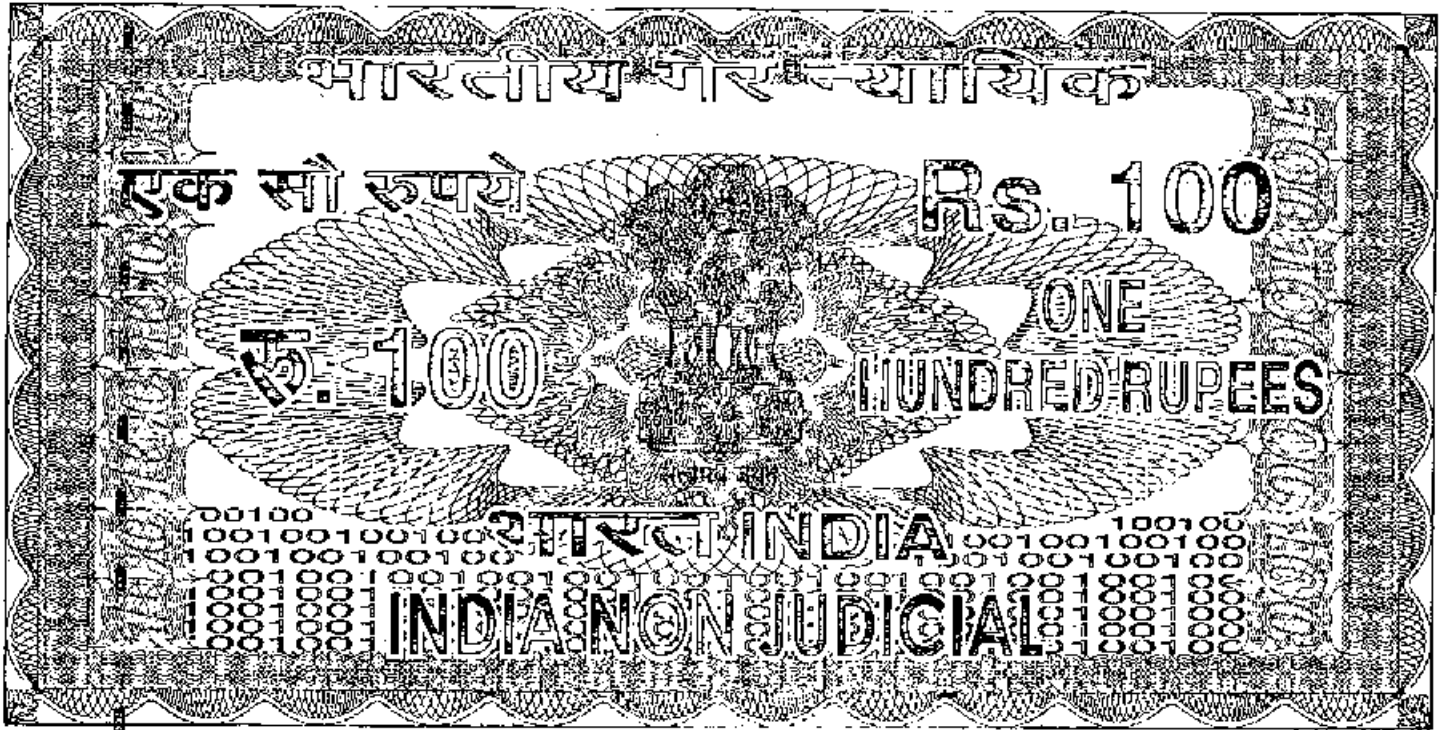 भारतीय गैर न्यायिक
एक सौ रुपये
Rs. 100
रु. 100
ONE
HUNDRED RUPEES
भारत INDIA
INDIA NON JUDICIAL